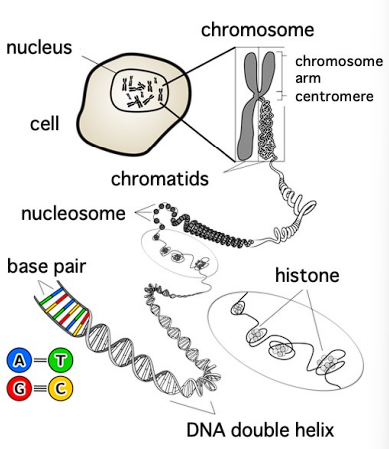 chromosome
nucleus
chromosome
arm
centromere
cell
chromatids
nucleosome
base pair
histone
A=T
G≡C
DNA double helix